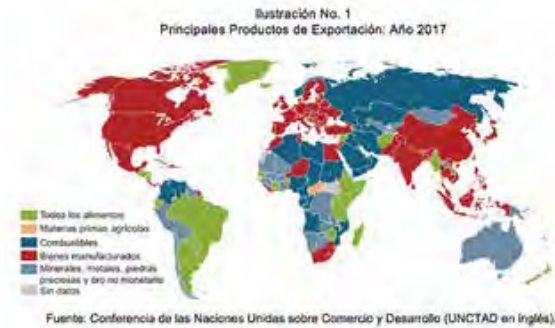 Ilustración No. 1
Principales Productos de Exportación: Año 2017
Todos los alimentos
Materias primas agrícolas
Combustibles
Bienes manufacturados
Minerales, metales, piedras
preciosas y oro no monetario
Sin datos
Fuente: Conferencia de las Naciones Unidas sobre Comercio y Desarrollo (UNCTAD en inglés)